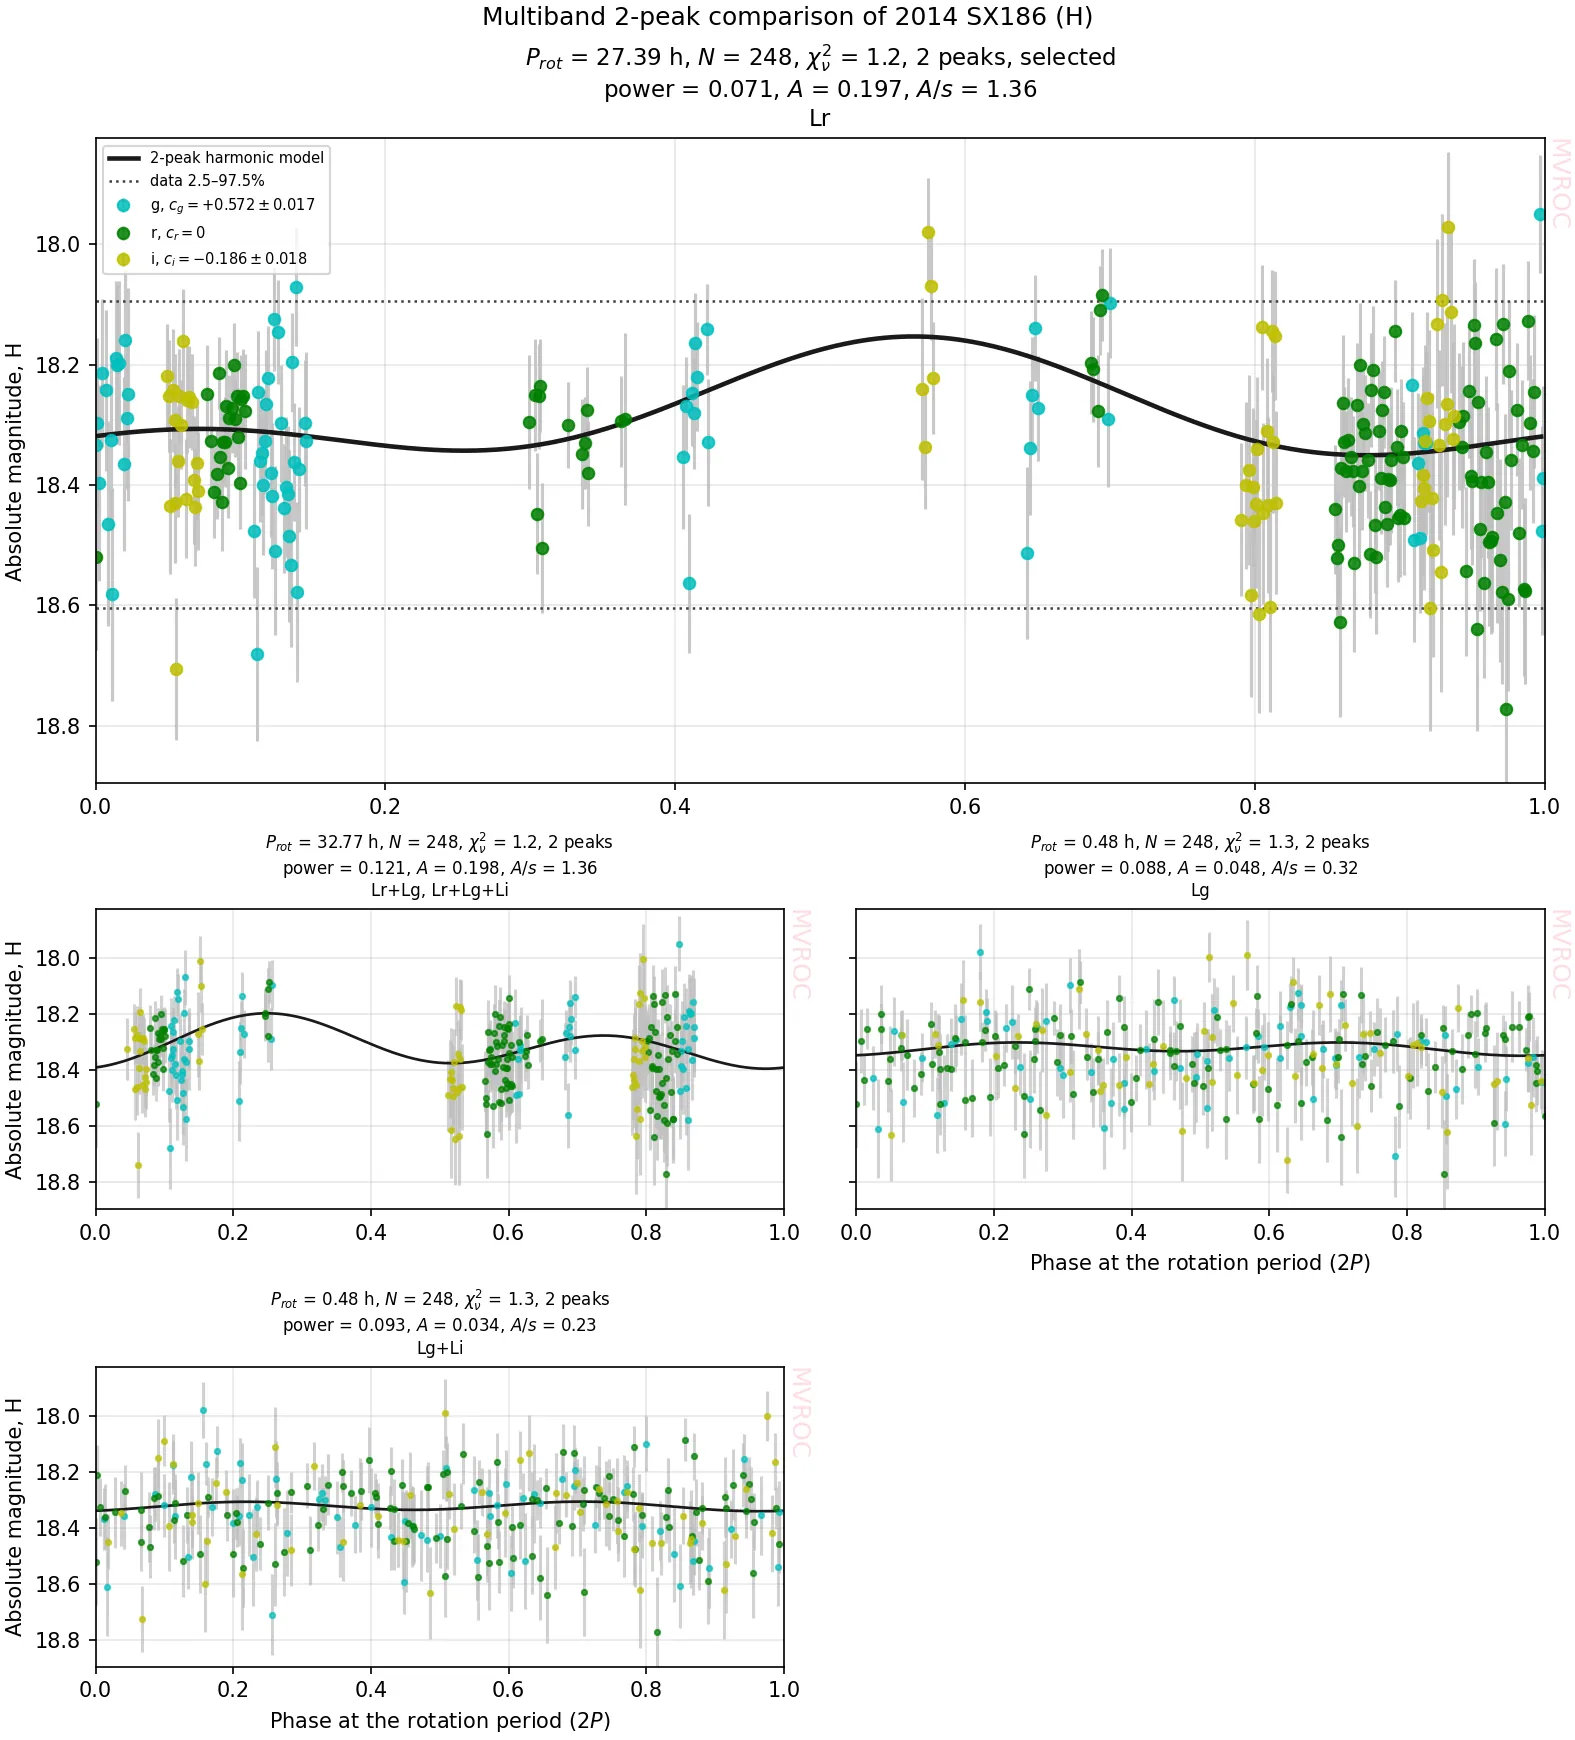 Multiband 2-peak comparison of 2014 SX186 (H)
P_rot = 27.39 h, N = 248, χ²_ν = 1.2, 2 peaks, selected
power = 0.071, A = 0.197, A/s = 1.36
Lr
2-peak harmonic model
data 2.5–97.5%
g, c_g = +0.572 ± 0.017
r, c_r = 0
i, c_i = −0.186 ± 0.018
MVROC
Absolute magnitude, H
18.0
18.2
18.4
18.6
18.8
0.0 0.2 0.4 0.6 0.8 1.0
P_rot = 32.77 h, N = 248, χ²_ν = 1.2, 2 peaks
power = 0.121, A = 0.198, A/s = 1.36
Lr+Lg, Lr+Lg+Li
MVROC
Absolute magnitude, H
18.0
18.2
18.4
18.6
18.8
0.0 0.2 0.4 0.6 0.8 1.0
P_rot = 0.48 h, N = 248, χ²_ν = 1.3, 2 peaks
power = 0.088, A = 0.048, A/s = 0.32
Lg
MVROC
0.0 0.2 0.4 0.6 0.8 1.0
Phase at the rotation period (2P)
P_rot = 0.48 h, N = 248, χ²_ν = 1.3, 2 peaks
power = 0.093, A = 0.034, A/s = 0.23
Lg+Li
MVROC
Absolute magnitude, H
18.0
18.2
18.4
18.6
18.8
0.0 0.2 0.4 0.6 0.8 1.0
Phase at the rotation period (2P)